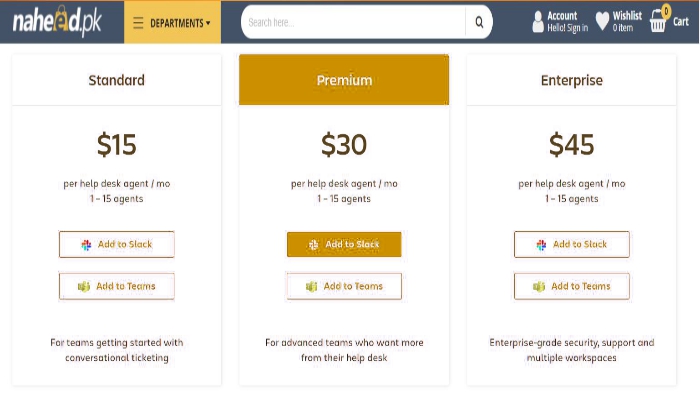 nahead.pk
DEPARTMENTS
Search here...
Account
Hello! Sign in
Wishlist
0 item
0
Cart
Standard
$15
per help desk agent / mo
1 – 15 agents
Add to Slack
Add to Teams
For teams getting started with
conversational ticketing
Premium
$30
per help desk agent / mo
1 – 15 agents
Add to Slack
Add to Teams
For advanced teams who want more
from their help desk
Enterprise
$45
per help desk agent / mo
1 – 15 agents
Add to Slack
Add to Teams
Enterprise-grade security, support and
multiple workspaces